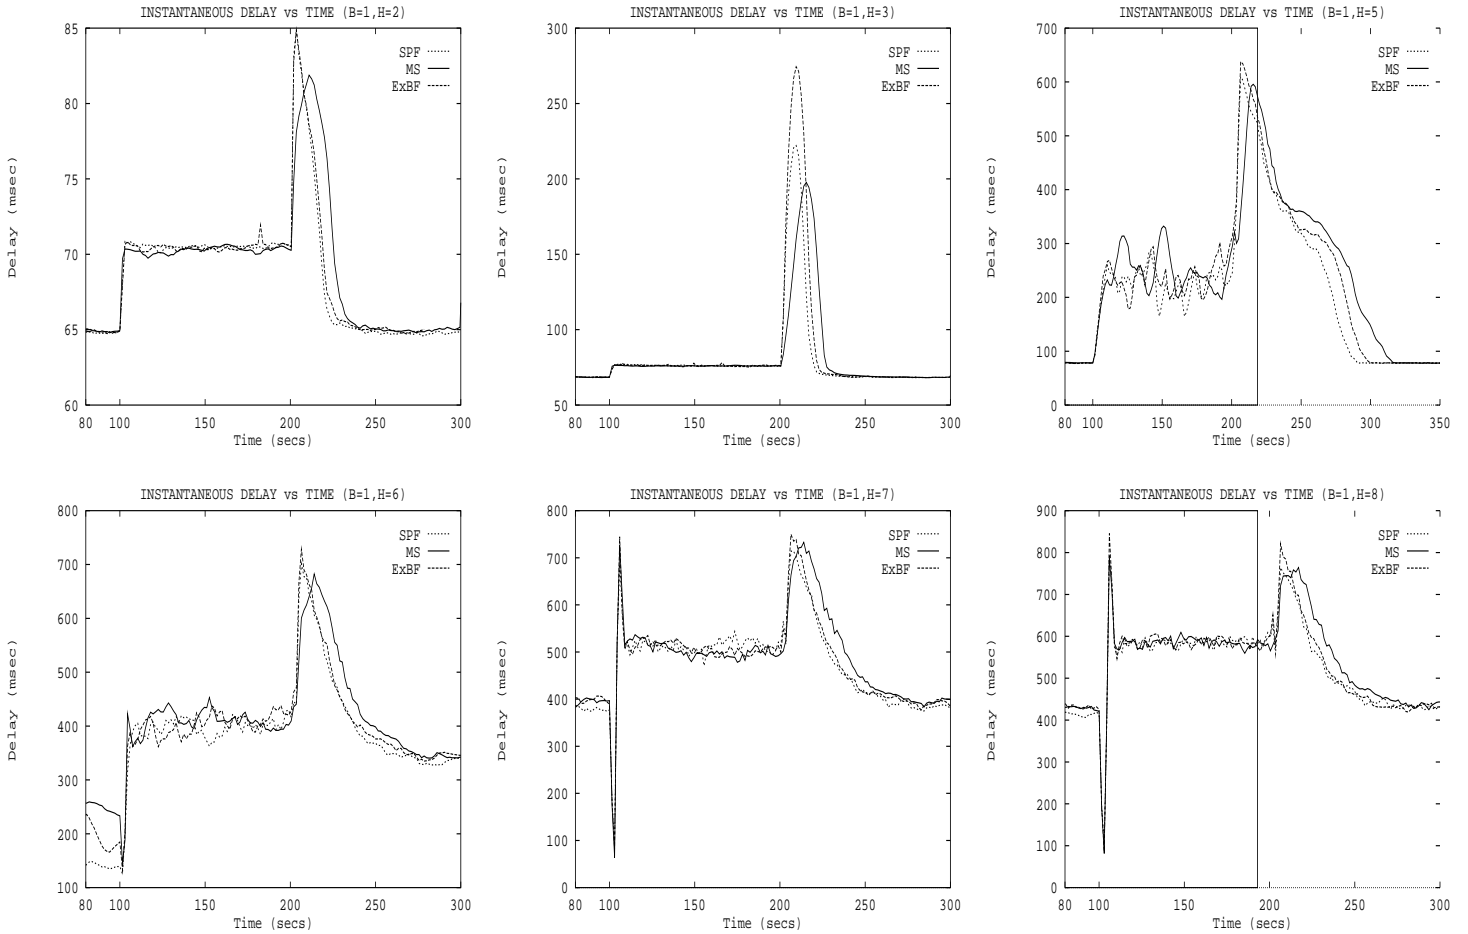 INSTANTANEOUS DELAY vs TIME (B=1,H=2)
85
80
75
70
65
60
Delay (msec)
SPF
MS
ExBF
80 100 150 200 250 300
Time (secs)
INSTANTANEOUS DELAY vs TIME (B=1,H=3)
300
250
200
150
100
50
Delay (msec)
SPF
MS
ExBF
80 100 150 200 250 300
Time (secs)
INSTANTANEOUS DELAY vs TIME (B=1,H=5)
700
600
500
400
300
200
100
0
Delay (msec)
SPF
MS
ExBF
80 100 150 200 250 300 350
Time (secs)
INSTANTANEOUS DELAY vs TIME (B=1,H=6)
800
700
600
500
400
300
200
100
Delay (msec)
SPF
MS
ExBF
80 100 150 200 250 300
Time (secs)
INSTANTANEOUS DELAY vs TIME (B=1,H=7)
800
700
600
500
400
300
200
100
0
Delay (msec)
SPF
MS
ExBF
80 100 150 200 250 300
Time (secs)
INSTANTANEOUS DELAY vs TIME (B=1,H=8)
900
800
700
600
500
400
300
200
100
0
Delay (msec)
SPF
MS
ExBF
80 100 150 200 250 300
Time (secs)